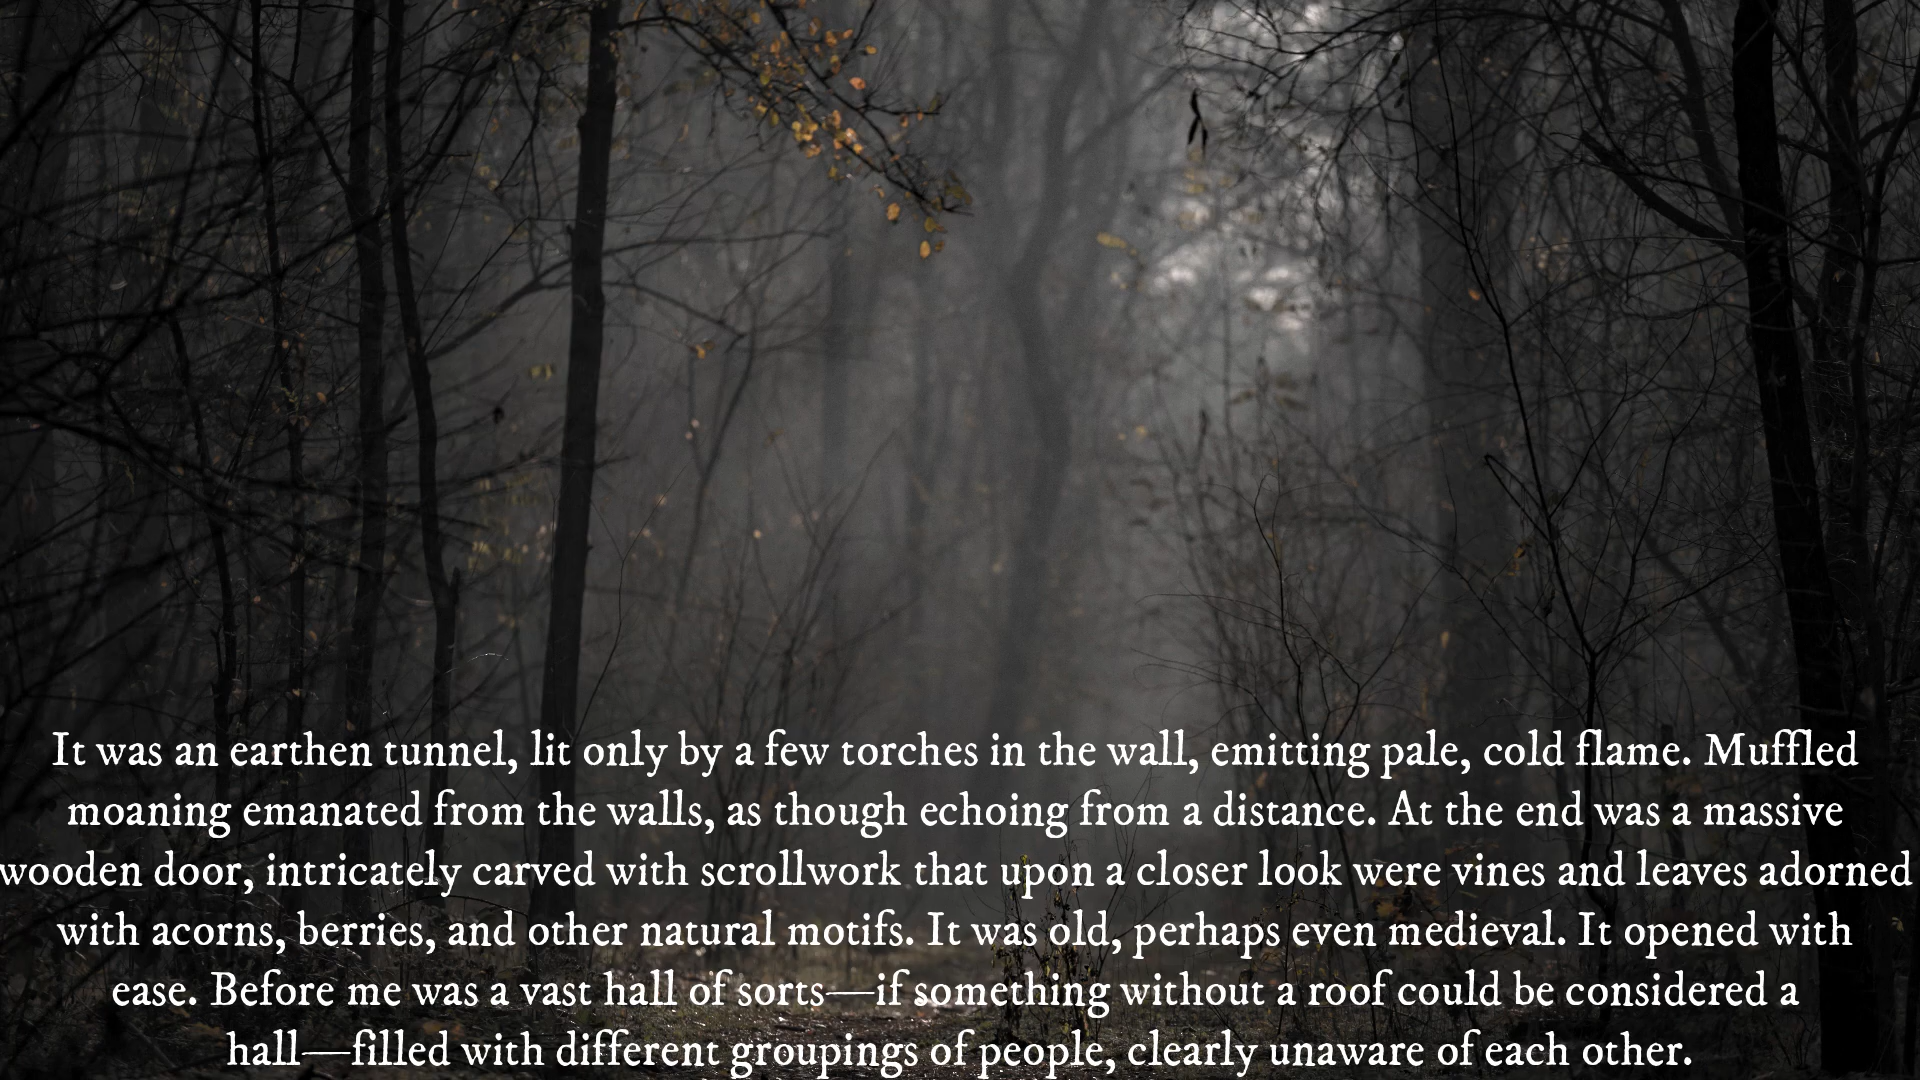 It was an earthen tunnel, lit only by a few torches in the wall, emitting pale, cold flame. Muffled
moaning emanated from the walls, as though echoing from a distance. At the end was a massive
wooden door, intricately carved with scrollwork that upon a closer look were vines and leaves adorned
with acorns, berries, and other natural motifs. It was old, perhaps even medieval. It opened with
ease. Before me was a vast hall of sorts—if something without a roof could be considered a
hall—filled with different groupings of people, clearly unaware of each other.